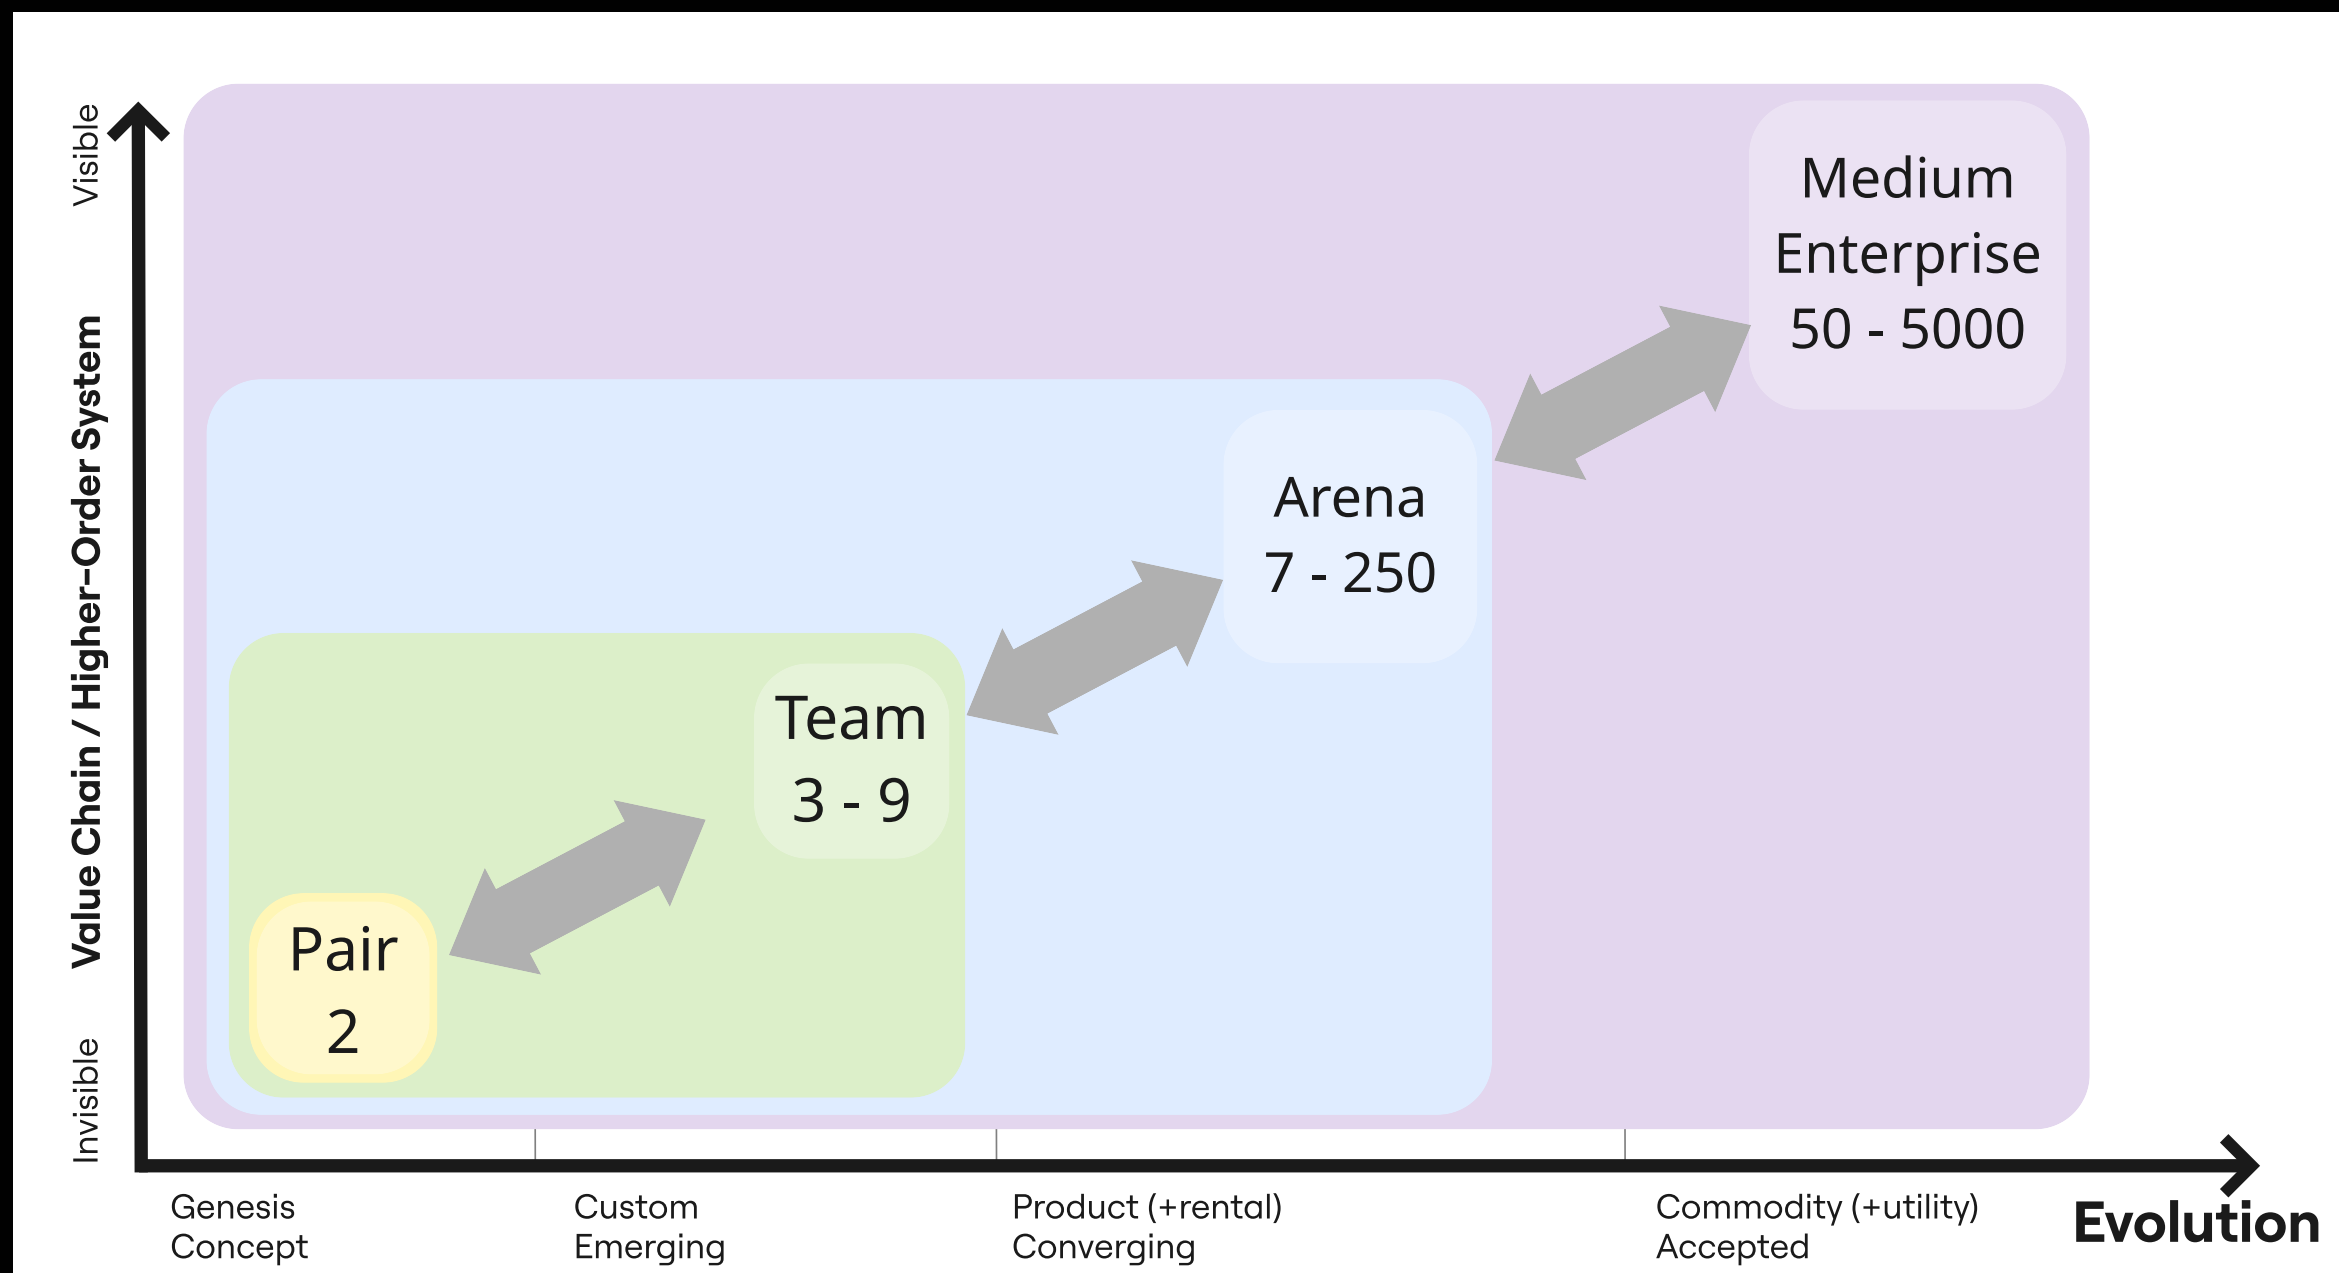 Visible
Value Chain / Higher-Order System
Invisible
Medium
Enterprise
50 - 5000
Arena
7 - 250
Team
3 - 9
Pair
2
Genesis
Concept
Custom
Emerging
Product (+rental)
Converging
Commodity (+utility)
Accepted
Evolution